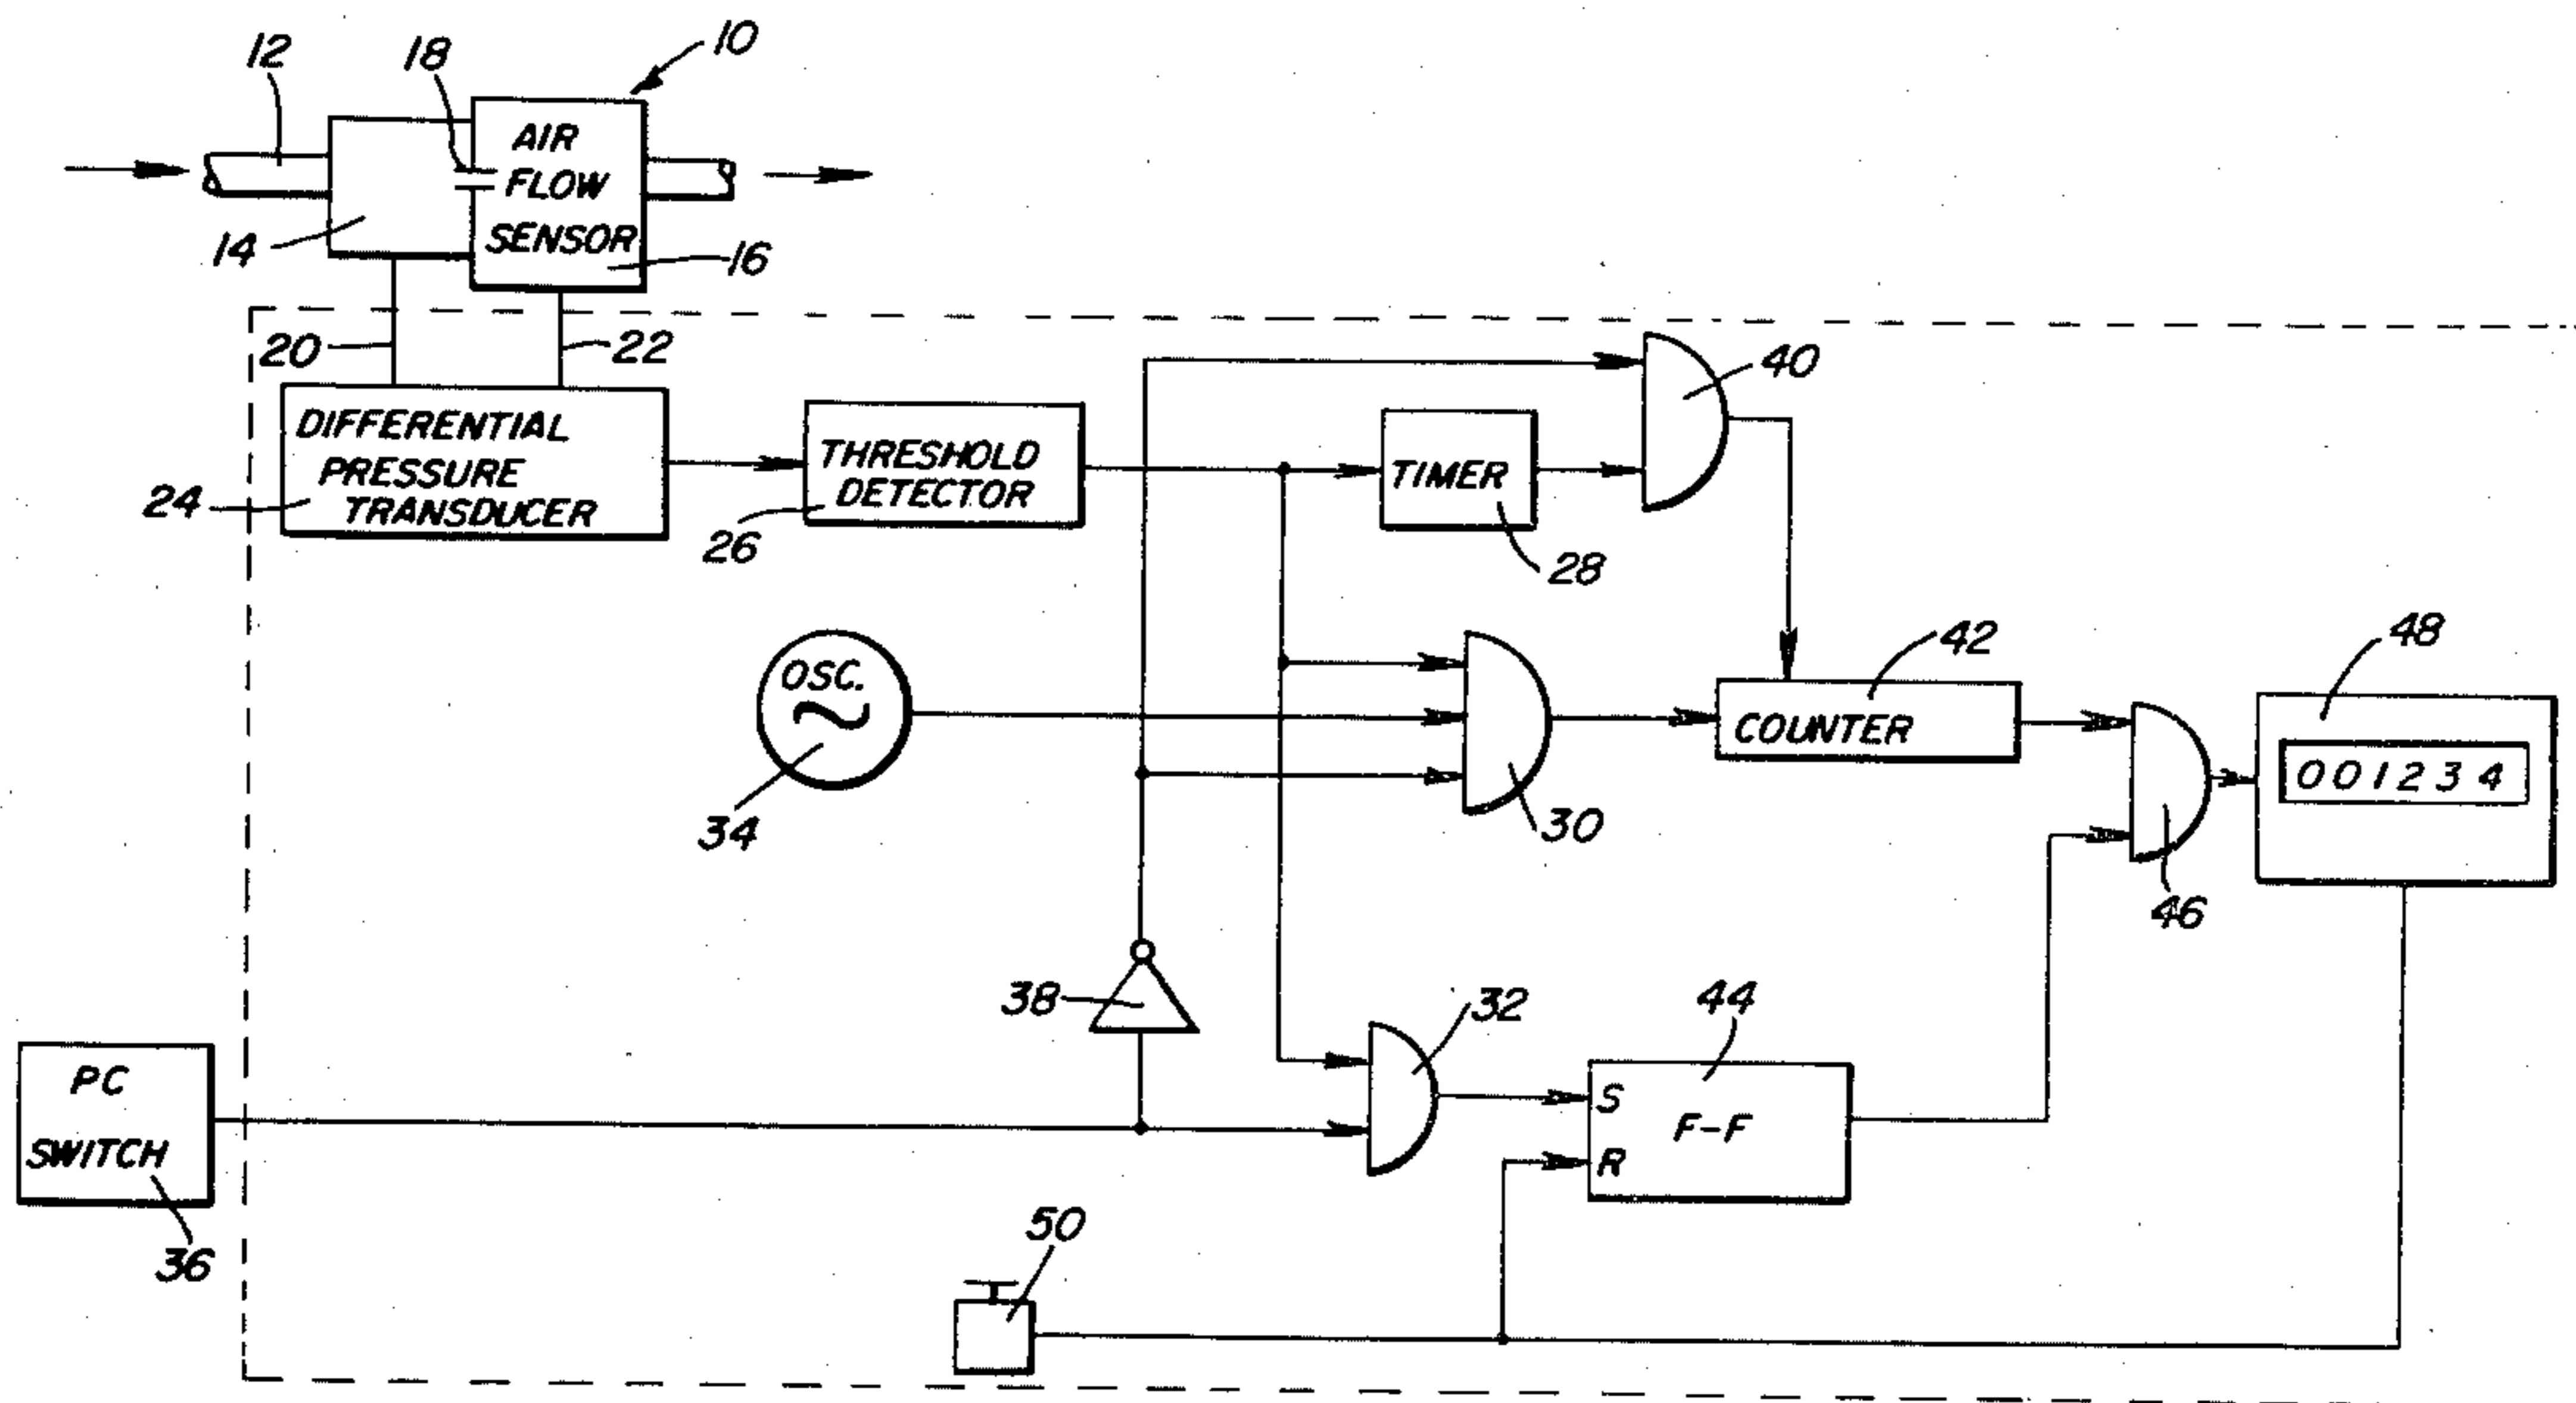 12
18
10
AIR
FLOW
SENSOR
14
16
20
22
DIFFERENTIAL
PRESSURE
TRANSDUCER
24
THRESHOLD
DETECTOR
26
TIMER
28
40
OSC.
34
30
42
COUNTER
48
001234
46
38
32
44
S
F-F
R
PC
SWITCH
36
50